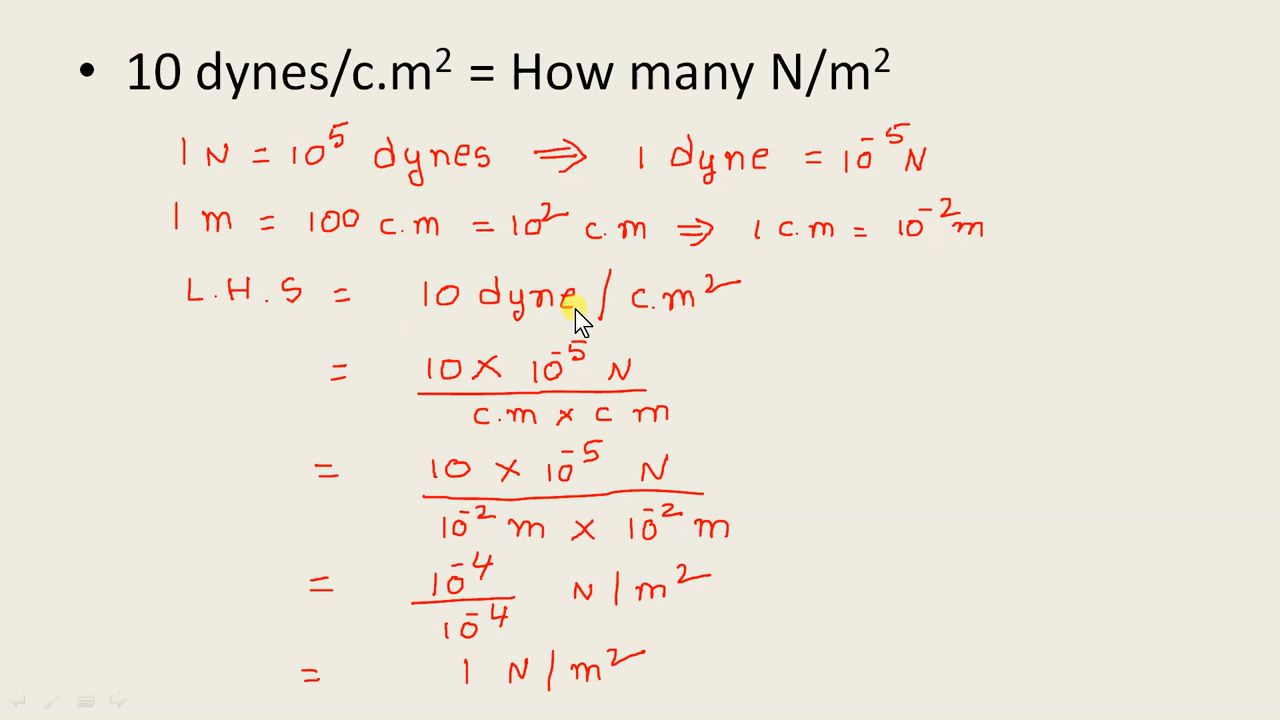 • 10 dynes/c.m² = How many N/m²
1 N = 10⁵ dynes ⇒ 1 dyne = 10⁻⁵ N
1 m = 100 c.m = 10² c.m ⇒ 1 c.m = 10⁻² m
L.H.S = 10 dyne / c.m²
= 10 × 10⁻⁵ N
c.m × c m
= 10 × 10⁻⁵ N
10⁻² m × 10⁻² m
= 10⁻⁴ N/m²
10⁻⁴
= 1 N/m²